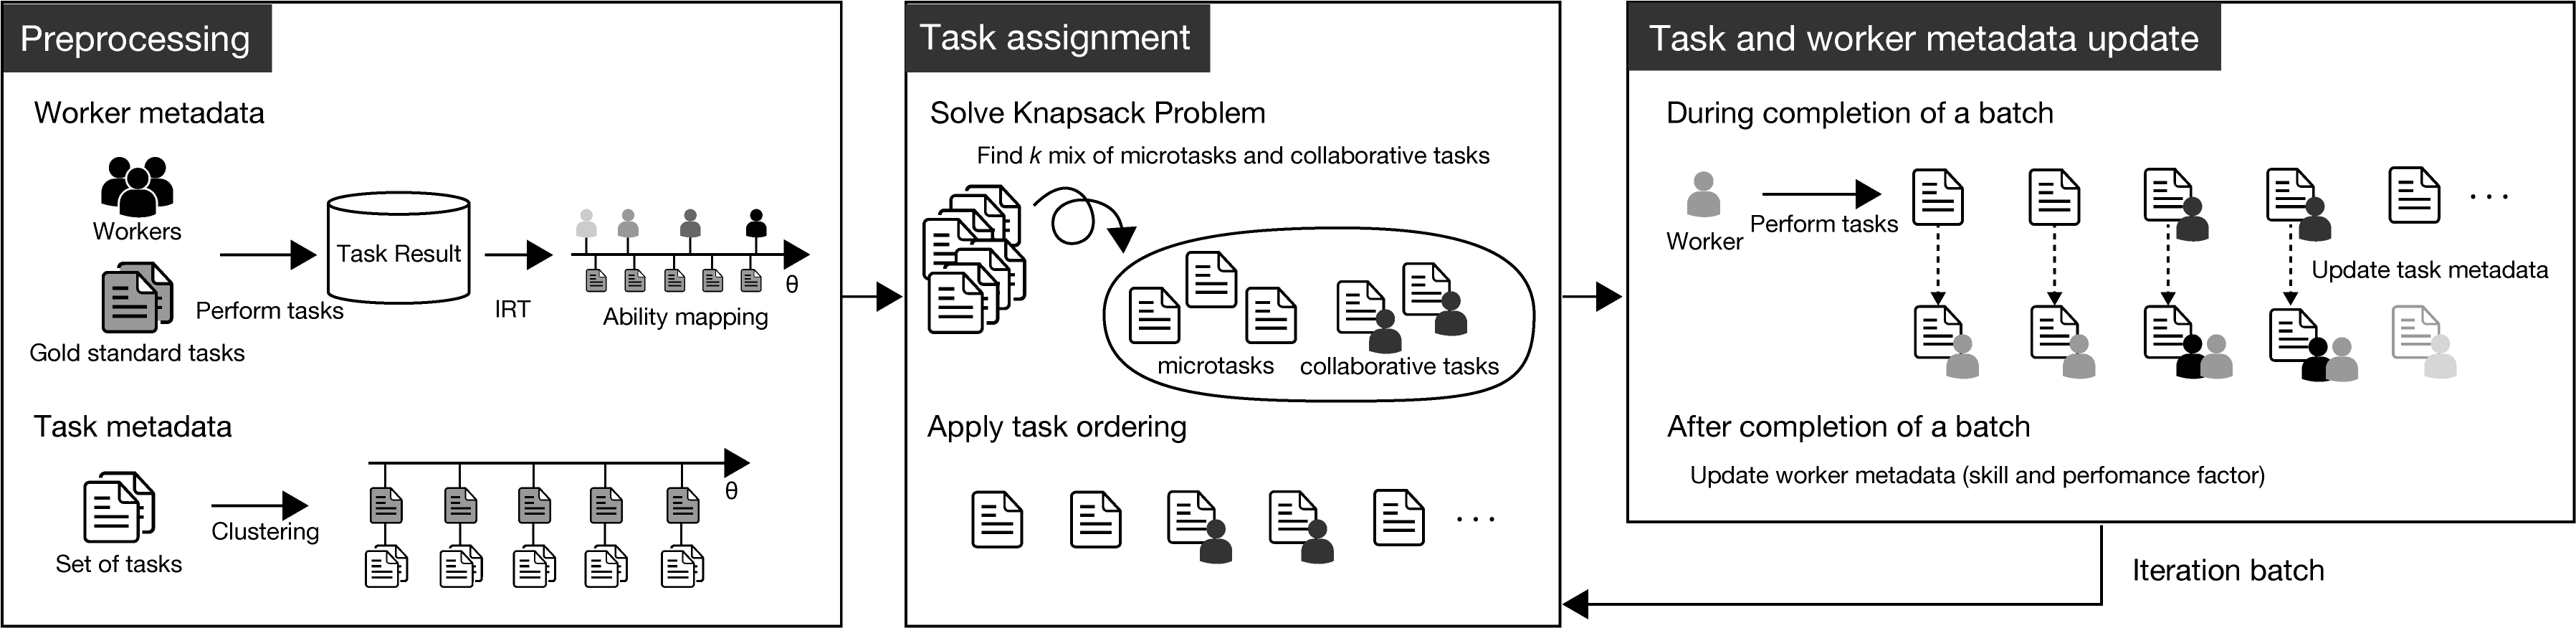 Preprocessing
Worker metadata
Workers
Gold standard tasks
Perform tasks
Task Result
IRT
θ
Ability mapping
Task metadata
Set of tasks
Clustering
θ
Task assignment
Solve Knapsack Problem
Find k mix of microtasks and collaborative tasks
microtasks
collaborative tasks
Apply task ordering
...
Task and worker metadata update
During completion of a batch
Worker
Perform tasks
...
Update task metadata
After completion of a batch
Update worker metadata (skill and perfomance factor)
Iteration batch